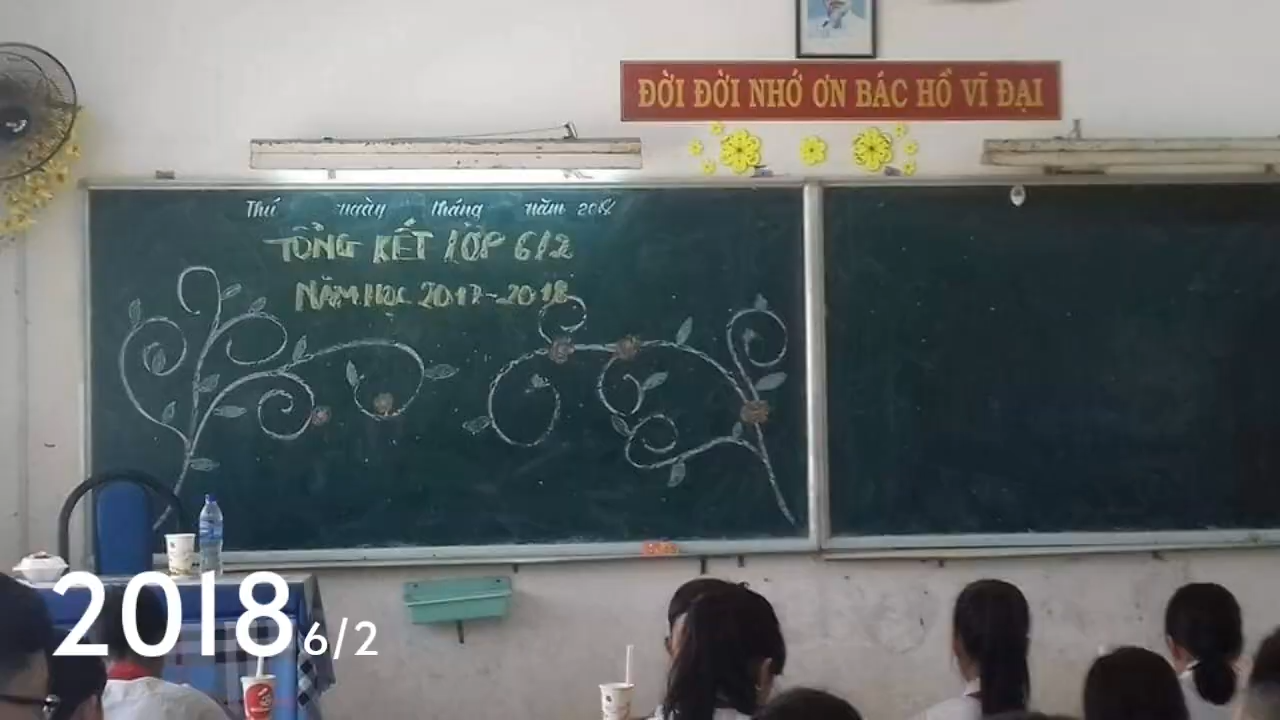 ĐỜI ĐỜI NHỚ ƠN BÁC HỒ VĨ ĐẠI
Thứ ngày tháng năm 2018
TỔNG KẾT LỚP 6/2
NĂM HỌC 2017-2018
2018 6/2